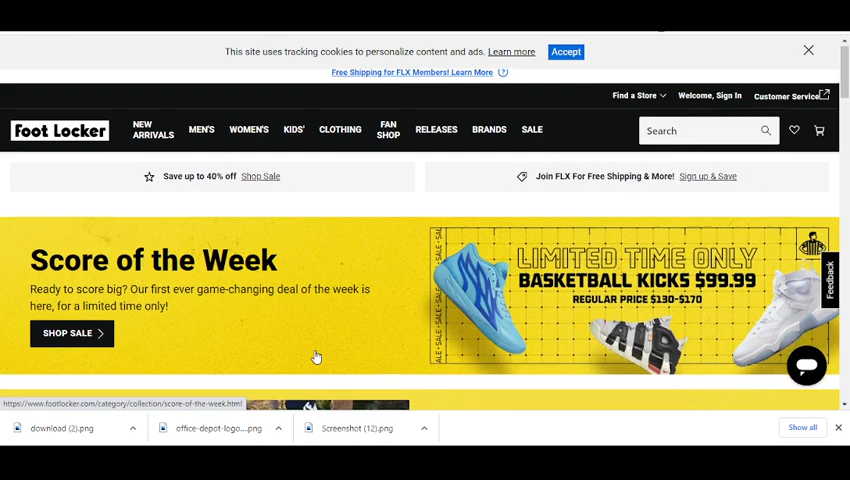 This site uses tracking cookies to personalize content and ads. Learn more Accept
Free Shipping for FLX Members! Learn More
Find a Store Welcome, Sign In Customer Service
Foot Locker NEW ARRIVALS MEN'S WOMEN'S KIDS' CLOTHING FAN SHOP RELEASES BRANDS SALE Search
Save up to 40% off Shop Sale Join FLX For Free Shipping & More! Sign up & Save
Score of the Week
Ready to score big? Our first ever game-changing deal of the week is
here, for a limited time only!
SHOP SALE
LIMITED TIME ONLY
BASKETBALL KICKS $99.99
REGULAR PRICE $130-$170
Feedback
https://www.footlocker.com/category/collection/score-of-the-week.html
download (2).png office-depot-logo....png Screenshot (12).png Show all